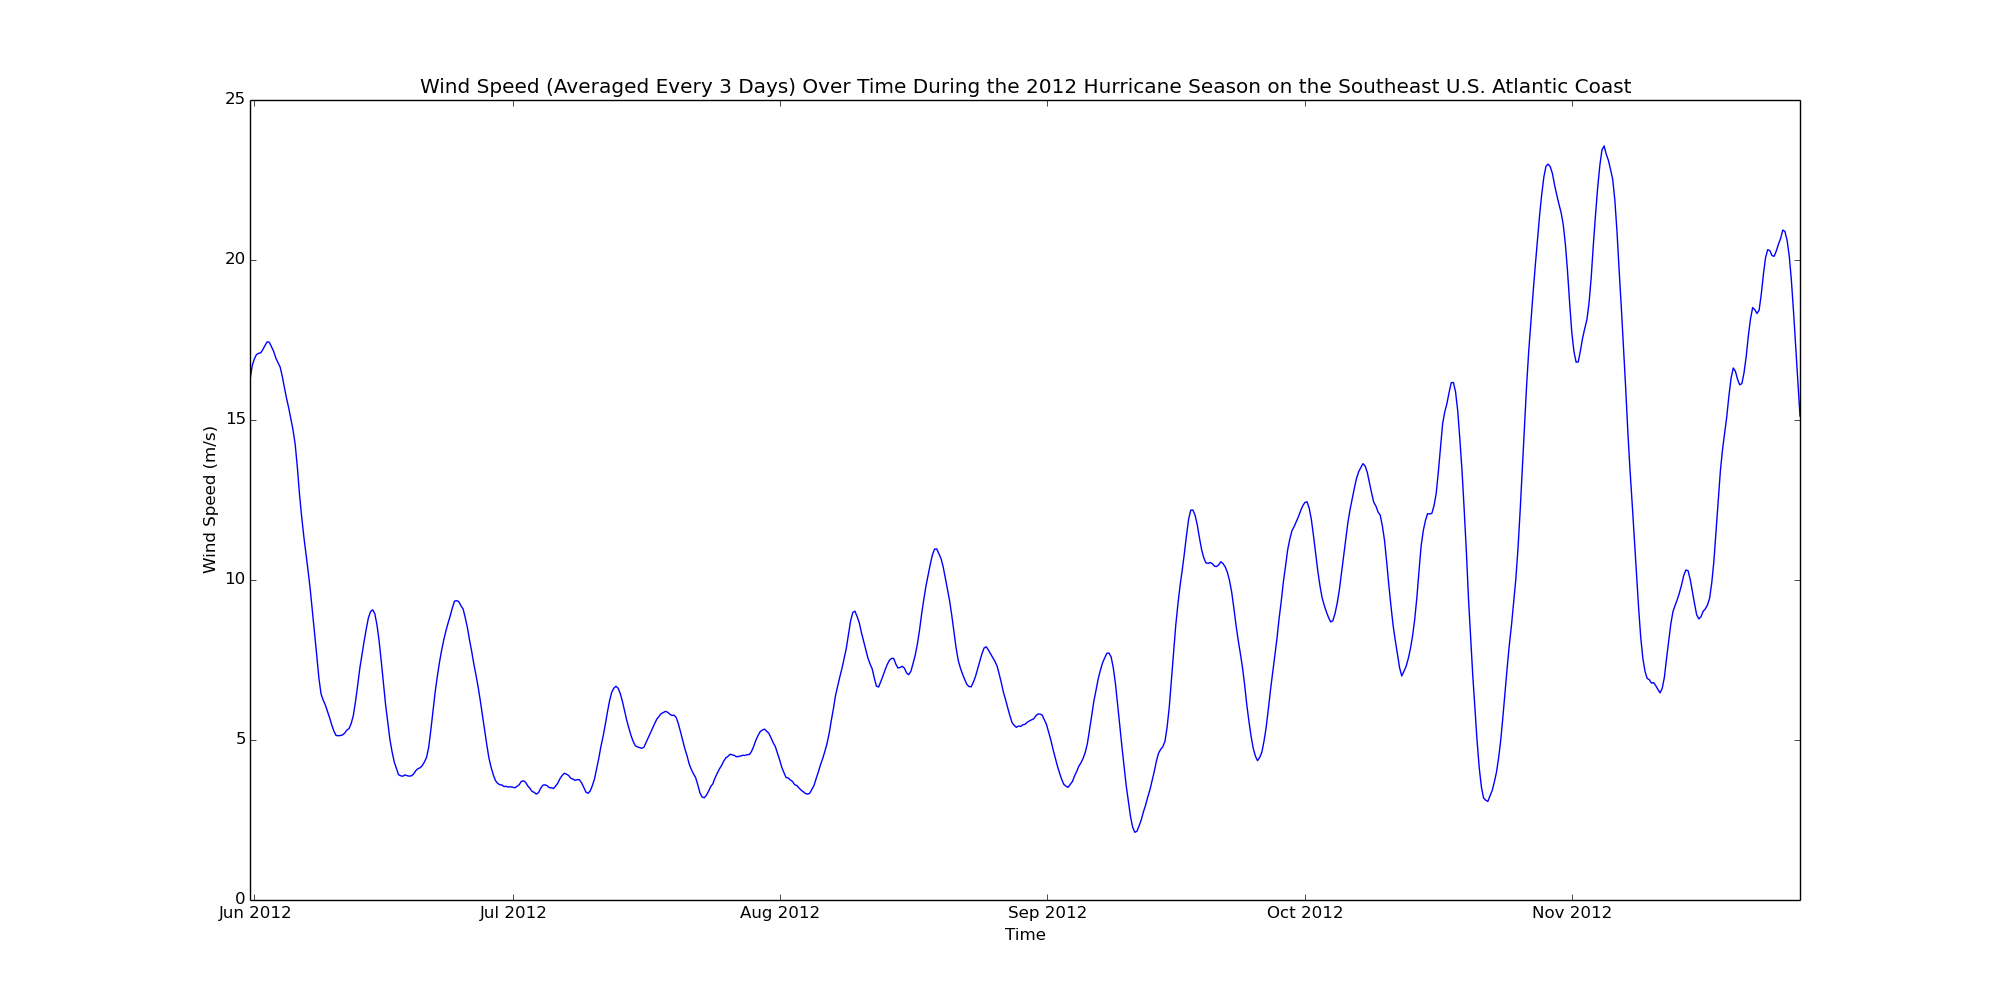 Wind Speed (Averaged Every 3 Days) Over Time During the 2012 Hurricane Season on the Southeast U.S. Atlantic Coast
25
20
15
10
5
0
Wind Speed (m/s)
Jun 2012
Jul 2012
Aug 2012
Sep 2012
Oct 2012
Nov 2012
Time